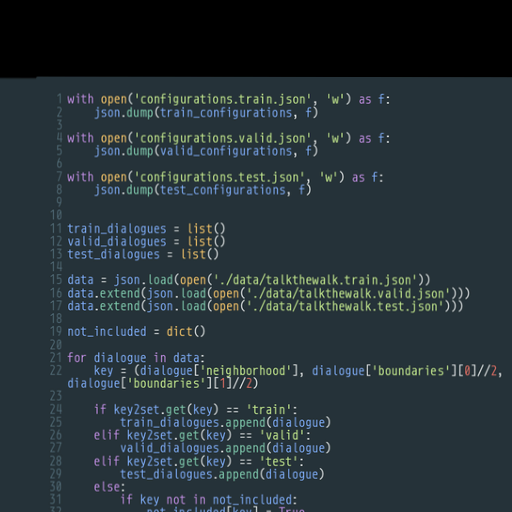 1 with open('configurations.train.json', 'w') as f:
2     json.dump(train_configurations, f)
3
4 with open('configurations.valid.json', 'w') as f:
5     json.dump(valid_configurations, f)
6
7 with open('configurations.test.json', 'w') as f:
8     json.dump(test_configurations, f)
9
10
11 train_dialogues = list()
12 valid_dialogues = list()
13 test_dialogues = list()
14
15 data = json.load(open('./data/talkthewalk.train.json'))
16 data.extend(json.load(open('./data/talkthewalk.valid.json')))
17 data.extend(json.load(open('./data/talkthewalk.test.json')))
18
19 not_included = dict()
20
21 for dialogue in data:
22     key = (dialogue['neighborhood'], dialogue['boundaries'][0]//2,
dialogue['boundaries'][1]//2)
23
24     if key2set.get(key) == 'train':
25         train_dialogues.append(dialogue)
26     elif key2set.get(key) == 'valid':
27         valid_dialogues.append(dialogue)
28     elif key2set.get(key) == 'test':
29         test_dialogues.append(dialogue)
30     else:
31         if key not in not_included:
32             not_included[key] = True